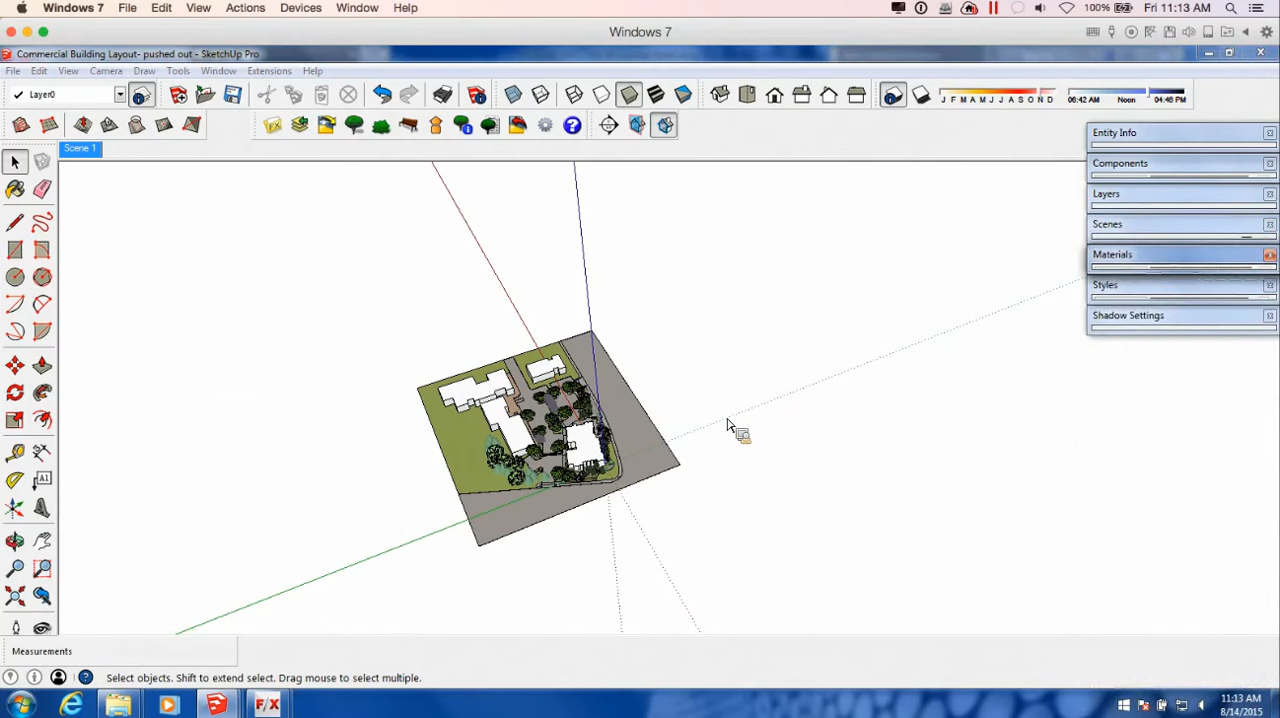 Windows 7 File Edit View Actions Devices Window Help 100% Fri 11:13 AM
Windows 7
Commercial Building Layout- pushed out - SketchUp Pro
File Edit View Camera Draw Tools Window Extensions Help
Layer0
J F M A M J J A S O N D 06:42 AM Noon 04:46 PM
Scene 1
Entity Info
Components
Layers
Scenes
Materials
Styles
Shadow Settings
A1
Measurements
Select objects. Shift to extend select. Drag mouse to select multiple.
F/X
11:13 AM
8/14/2015